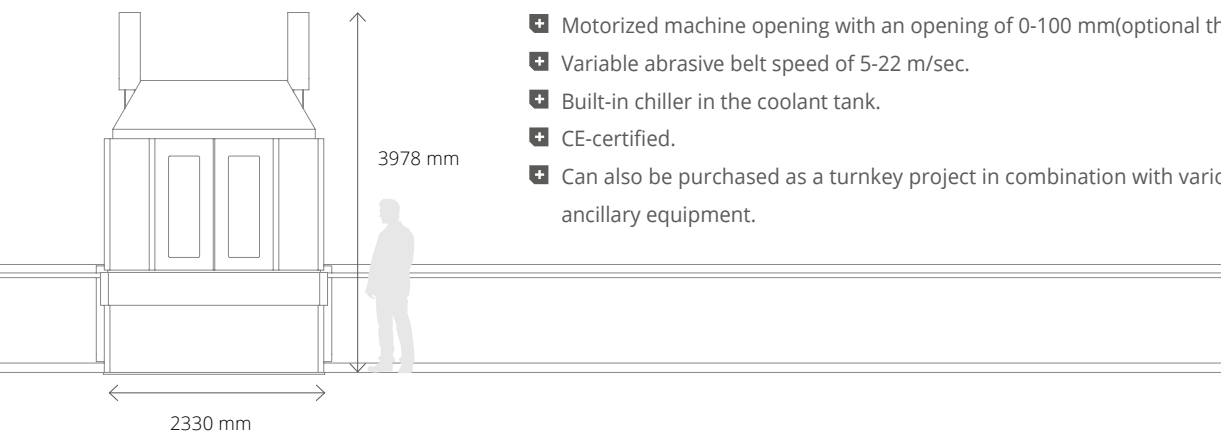 Motorized machine opening with an opening of 0-100 mm(optional
Variable abrasive belt speed of 5-22 m/sec.
Built-in chiller in the coolant tank.
CE-certified.
Can also be purchased as a turnkey project in combination with
ancillary equipment.
3978 mm
2330 mm